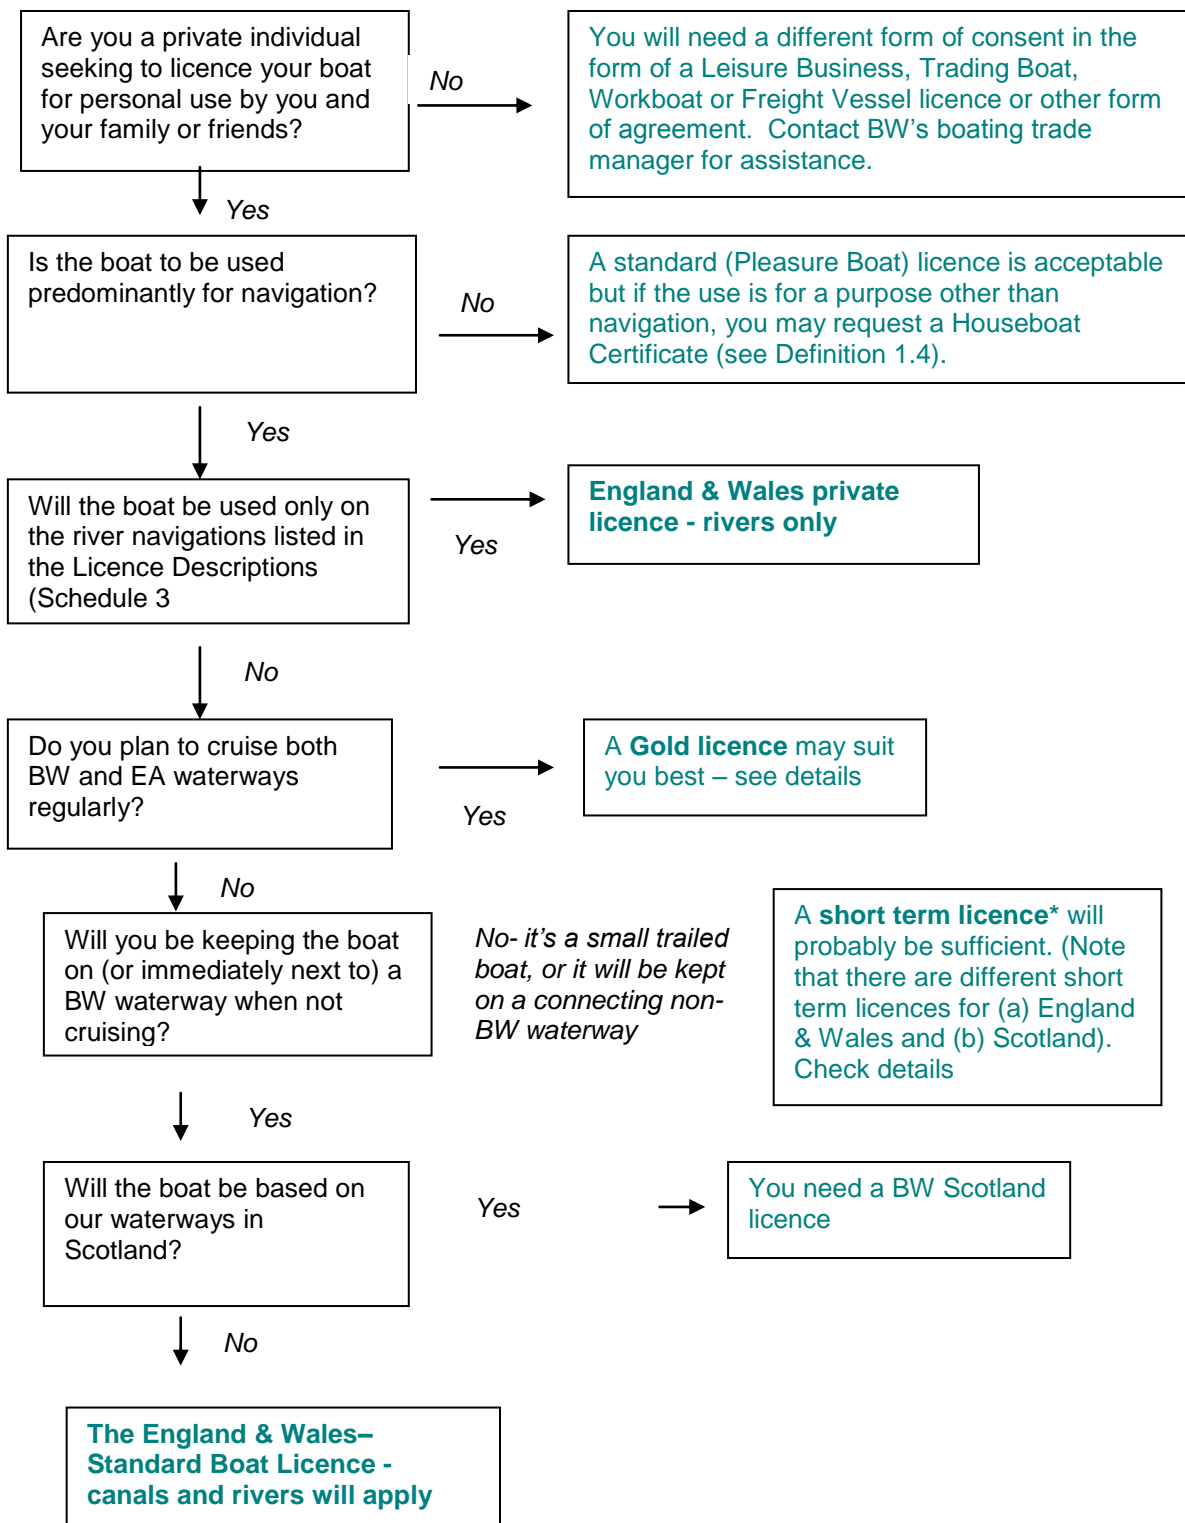 Are you a private individual
seeking to licence your boat
for personal use by you and
your family or friends?
No
You will need a different form of consent in the
form of a Leisure Business, Trading Boat,
Workboat or Freight Vessel licence or other form
of agreement.  Contact BW's boating trade
manager for assistance.
Yes
Is the boat to be used
predominantly for navigation?
No
A standard (Pleasure Boat) licence is acceptable
but if the use is for a purpose other than
navigation, you may request a Houseboat
Certificate (see Definition 1.4).
Yes
Will the boat be used only on
the river navigations listed in
the Licence Descriptions
(Schedule 3
Yes
England & Wales private
licence - rivers only
No
Do you plan to cruise both
BW and EA waterways
regularly?
Yes
A Gold licence may suit
you best – see details
No
Will you be keeping the boat
on (or immediately next to) a
BW waterway when not
cruising?
No- it's a small trailed
boat, or it will be kept
on a connecting non-
BW waterway
A short term licence* will
probably be sufficient. (Note
that there are different short
term licences for (a) England
& Wales and (b) Scotland).
Check details
Yes
Will the boat be based on
our waterways in
Scotland?
Yes
You need a BW Scotland
licence
No
The England & Wales–
Standard Boat Licence -
canals and rivers will apply